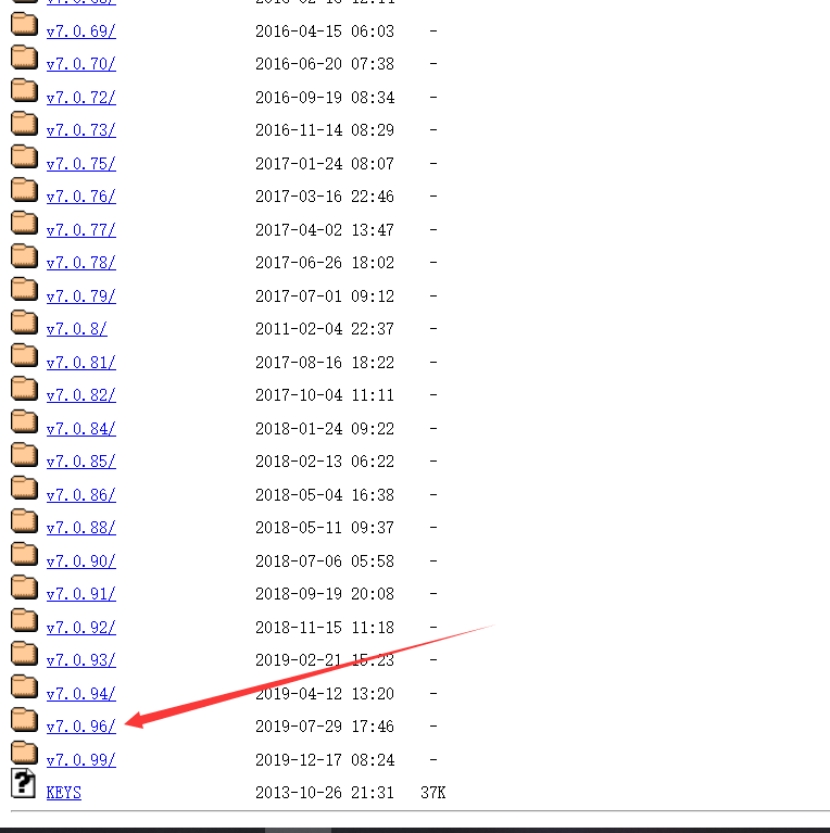 v7.0.69/ 2016-04-15 06:03 -
v7.0.70/ 2016-06-20 07:38 -
v7.0.72/ 2016-09-19 08:34 -
v7.0.73/ 2016-11-14 08:29 -
v7.0.75/ 2017-01-24 08:07 -
v7.0.76/ 2017-03-16 22:46 -
v7.0.77/ 2017-04-02 13:47 -
v7.0.78/ 2017-06-26 18:02 -
v7.0.79/ 2017-07-01 09:12 -
v7.0.8/ 2011-02-04 22:37 -
v7.0.81/ 2017-08-16 18:22 -
v7.0.82/ 2017-10-04 11:11 -
v7.0.84/ 2018-01-24 09:22 -
v7.0.85/ 2018-02-13 06:22 -
v7.0.86/ 2018-05-04 16:38 -
v7.0.88/ 2018-05-11 09:37 -
v7.0.90/ 2018-07-06 05:58 -
v7.0.91/ 2018-09-19 20:08 -
v7.0.92/ 2018-11-15 11:18 -
v7.0.93/ 2019-02-21 15:23 -
v7.0.94/ 2019-04-12 13:20 -
v7.0.96/ 2019-07-29 17:46 -
v7.0.99/ 2019-12-17 08:24 -
KEYS 2013-10-26 21:31 37K